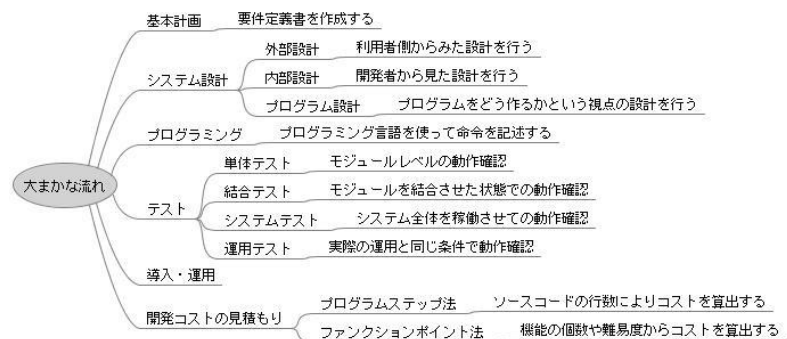 大まかな流れ
基本計画 要件定義書を作成する
システム設計
外部設計 利用者側からみた設計を行う
内部設計 開発者から見た設計を行う
プログラム設計 プログラムをどう作るかという視点の設計を行う
プログラミング プログラミング言語を使って命令を記述する
テスト
単体テスト モジュールレベルの動作確認
結合テスト モジュールを結合させた状態での動作確認
システムテスト システム全体を稼働させての動作確認
運用テスト 実際の運用と同じ条件で動作確認
導入・運用
開発コストの見積もり
プログラムステップ法 ソースコードの行数によりコストを算出する
ファンクションポイント法 機能の個数や難易度からコストを算出する